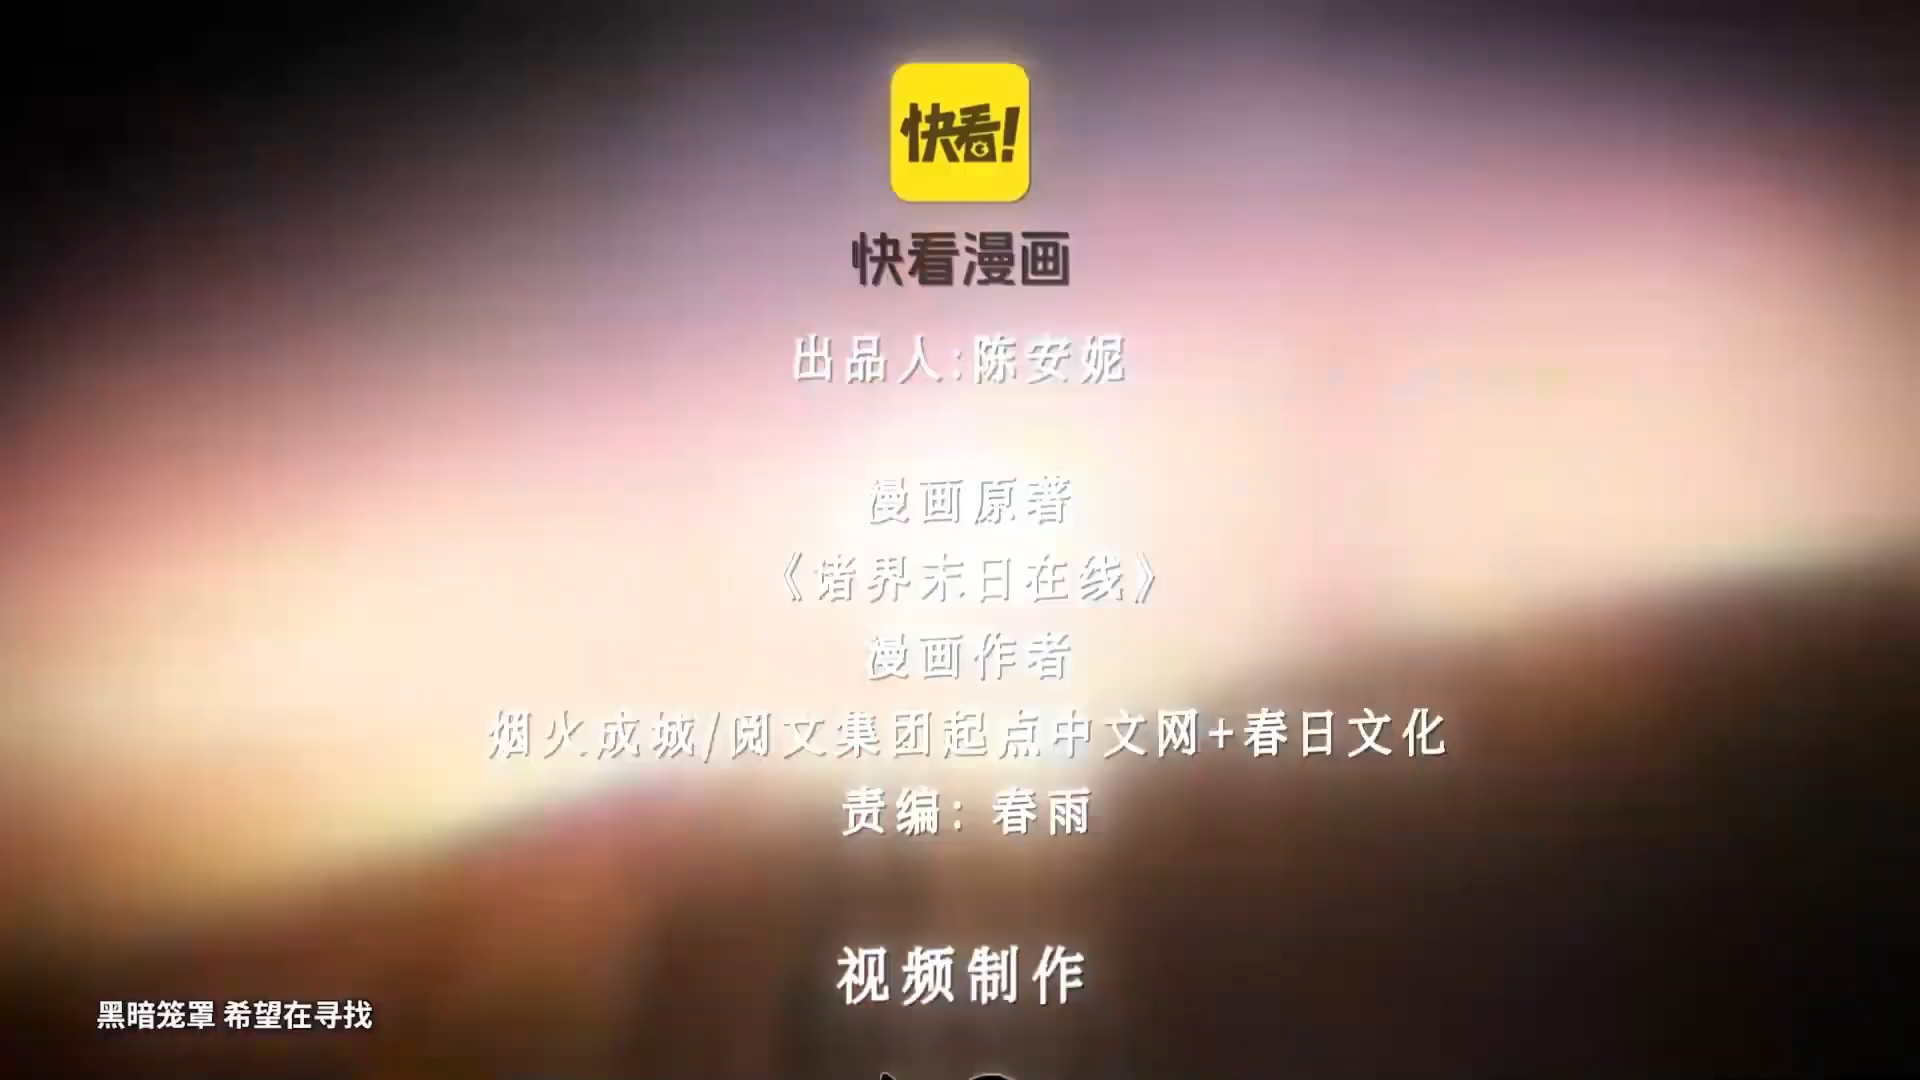 快看!
快看漫画
出品人:陈安妮
漫画原著
《诸界末日在线》
漫画作者
烟火成城/阅文集团起点中文网+春日文化
责编：春雨
视频制作
黑暗笼罩 希望在寻找